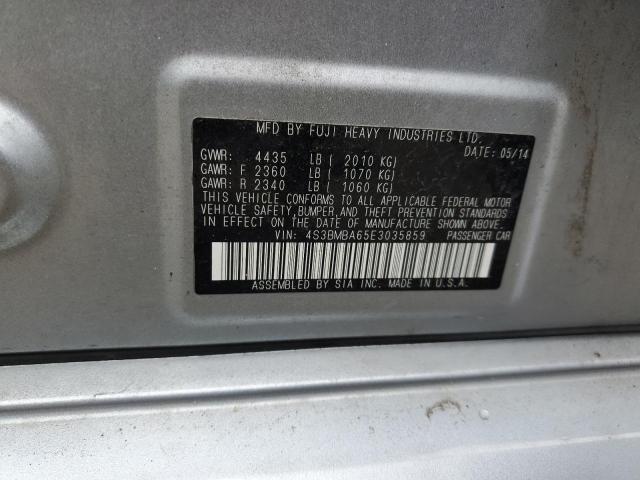 MFD BY FUJI HEAVY INDUSTRIES LTD.
DATE: 05/14
GVWR: 4435 LB ( 2010 KG)
GAWR: F 2360 LB ( 1070 KG)
GAWR: R 2340 LB ( 1060 KG)
THIS VEHICLE CONFORMS TO ALL APPLICABLE FEDERAL MOTOR
VEHICLE SAFETY, BUMPER, AND THEFT PREVENTION STANDARDS
IN EFFECT ON THE DATE OF MANUFACTURE SHOWN ABOVE.
VIN: 4S3BMBA65E3035859 PASSENGER CAR
ASSEMBLED BY SIA INC. MADE IN U.S.A.